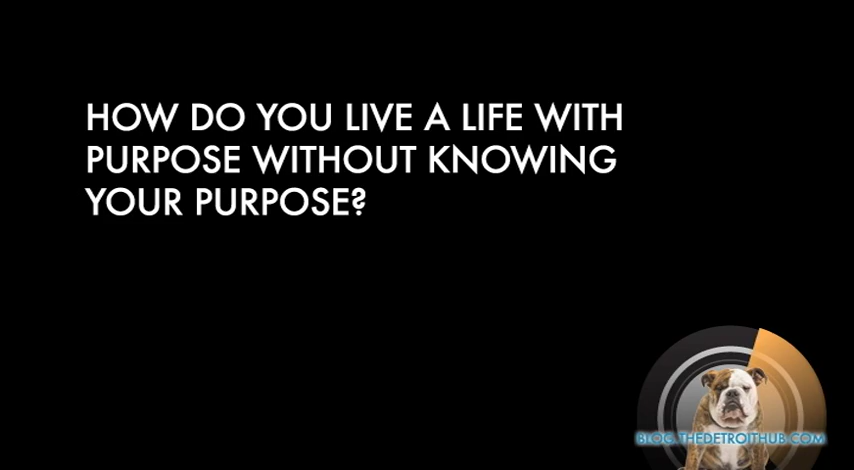 HOW DO YOU LIVE A LIFE WITH
PURPOSE WITHOUT KNOWING
YOUR PURPOSE?
BLOG.THEDETROITHUB.COM